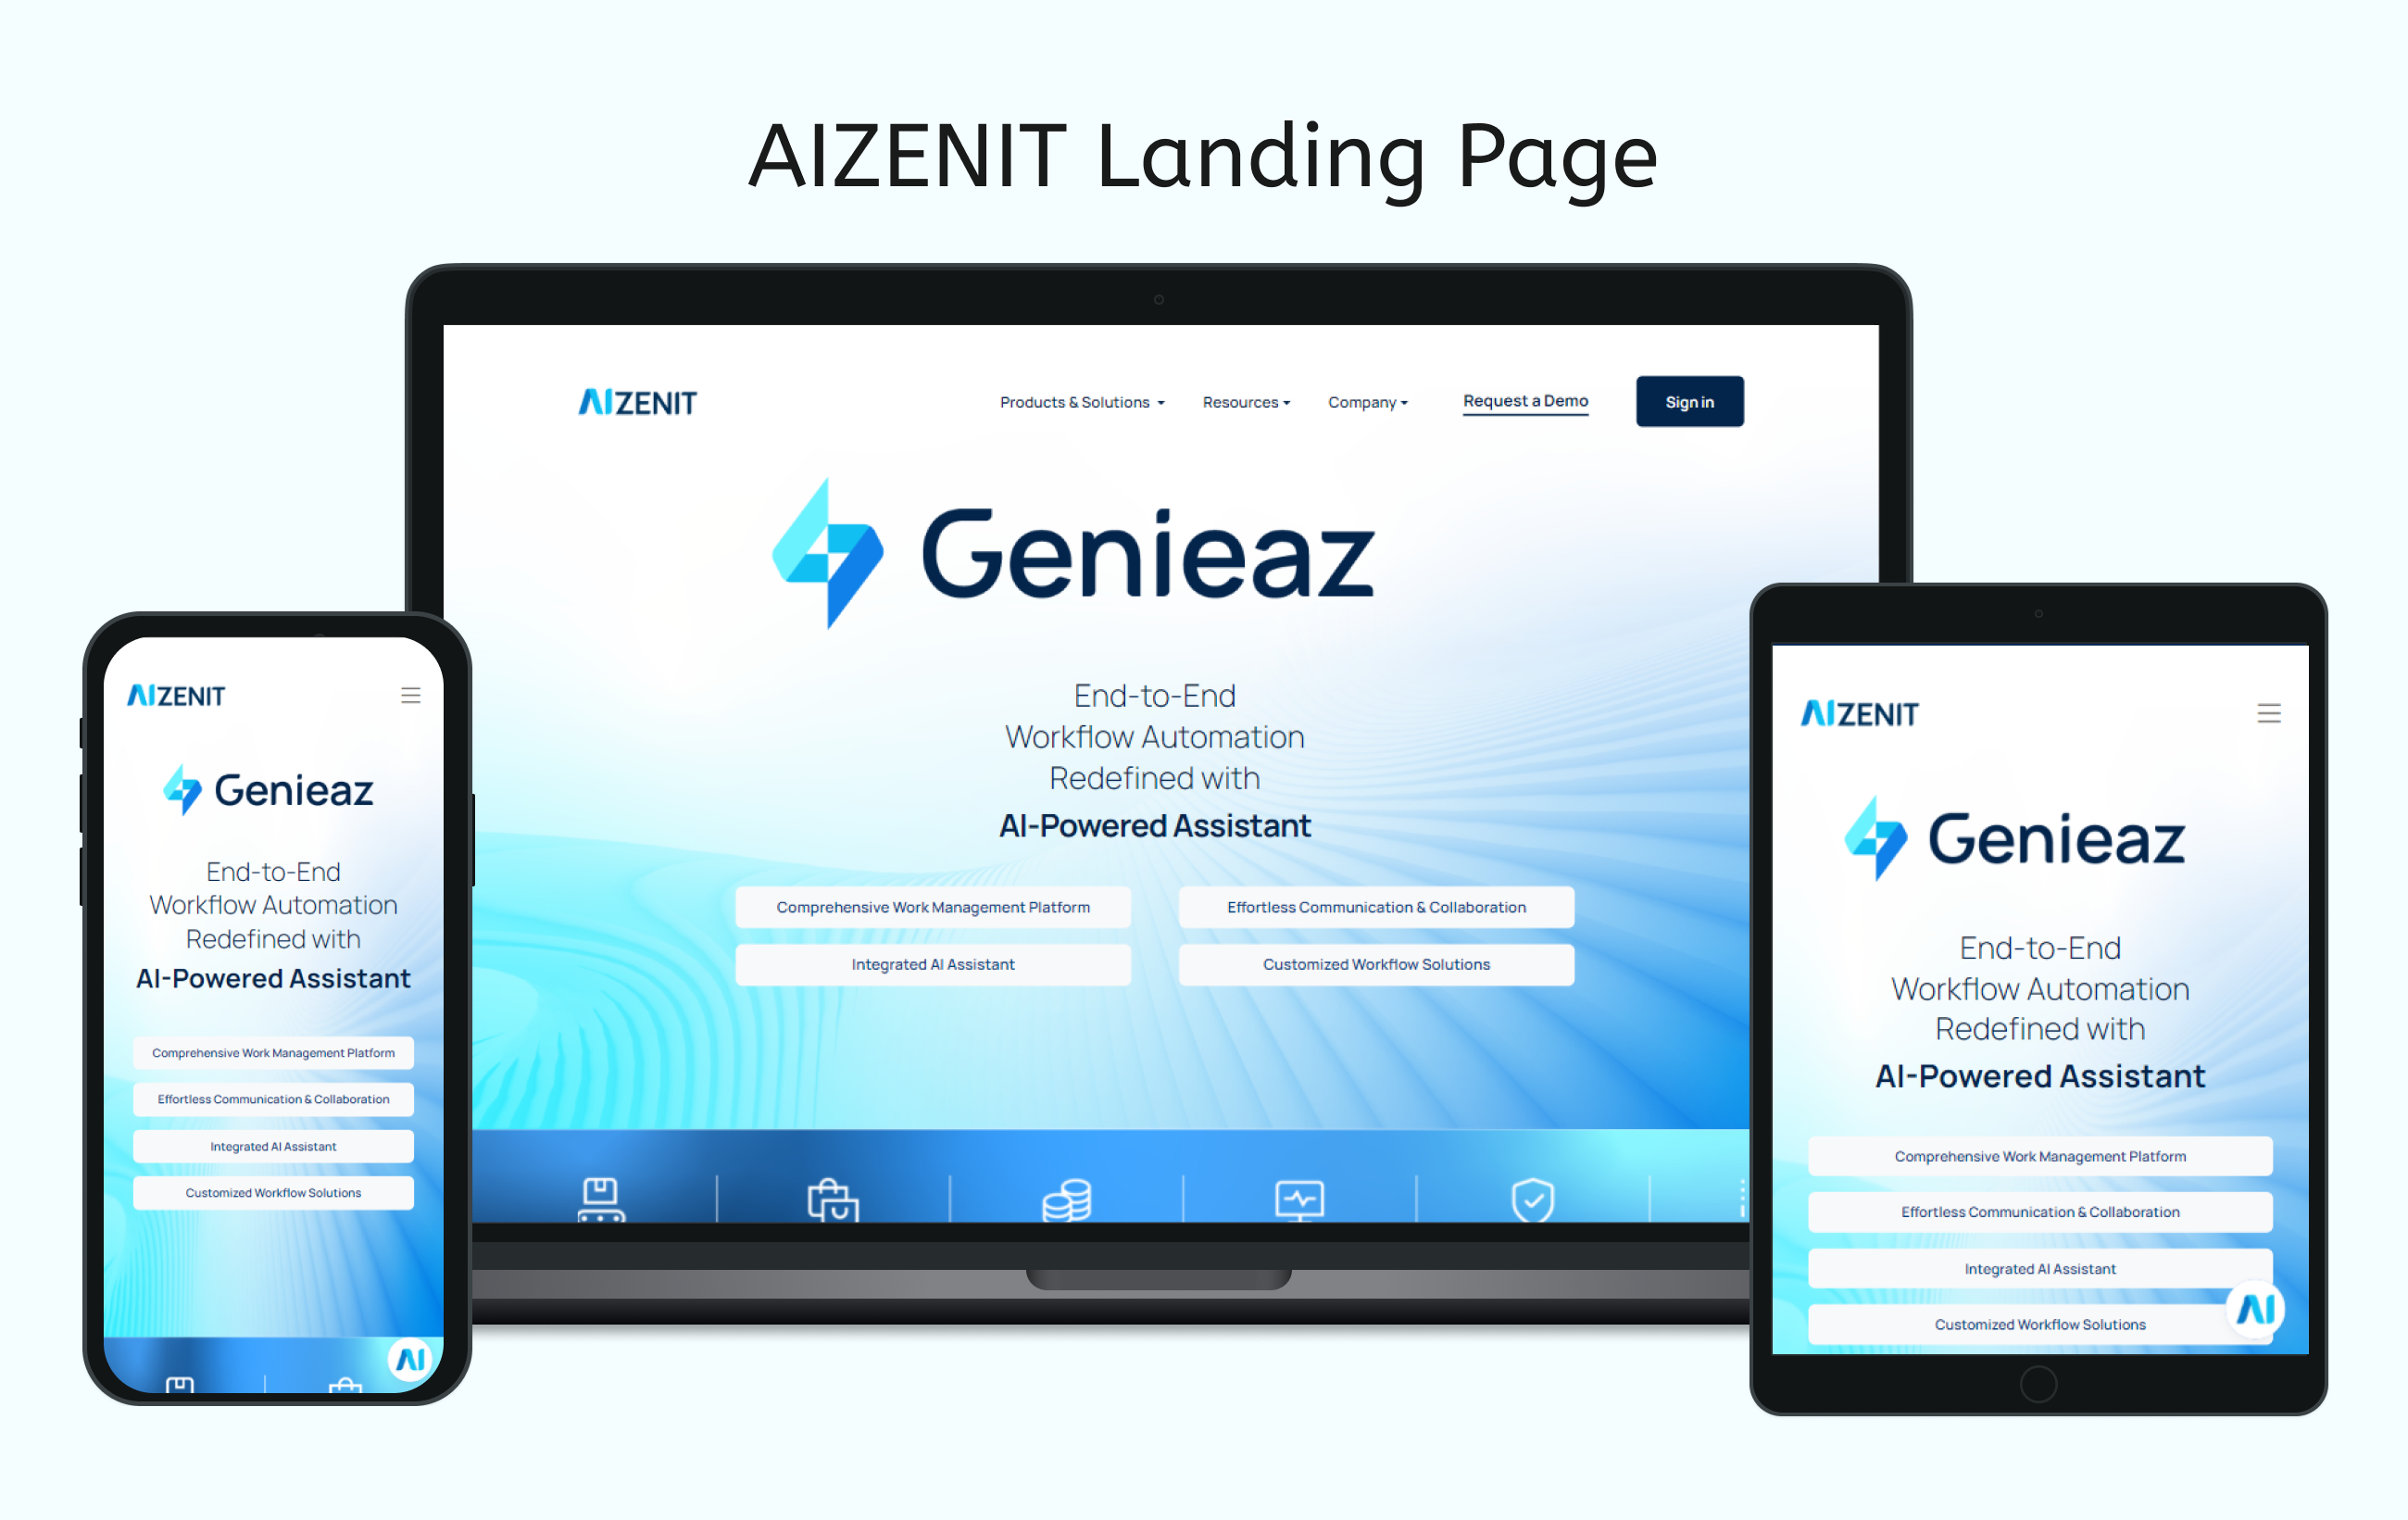 AIZENIT Landing Page
AIZENIT
Products & Solutions
Resources
Company
Request a Demo
Sign in
Genieaz
End-to-End
Workflow Automation
Redefined with
AI-Powered Assistant
Comprehensive Work Management Platform
Effortless Communication & Collaboration
Integrated AI Assistant
Customized Workflow Solutions
AIZENIT
Genieaz
End-to-End
Workflow Automation
Redefined with
AI-Powered Assistant
Comprehensive Work Management Platform
Effortless Communication & Collaboration
Integrated AI Assistant
Customized Workflow Solutions
AI
AIZENIT
Genieaz
End-to-End
Workflow Automation
Redefined with
AI-Powered Assistant
Comprehensive Work Management Platform
Effortless Communication & Collaboration
Integrated AI Assistant
Customized Workflow Solutions
AI